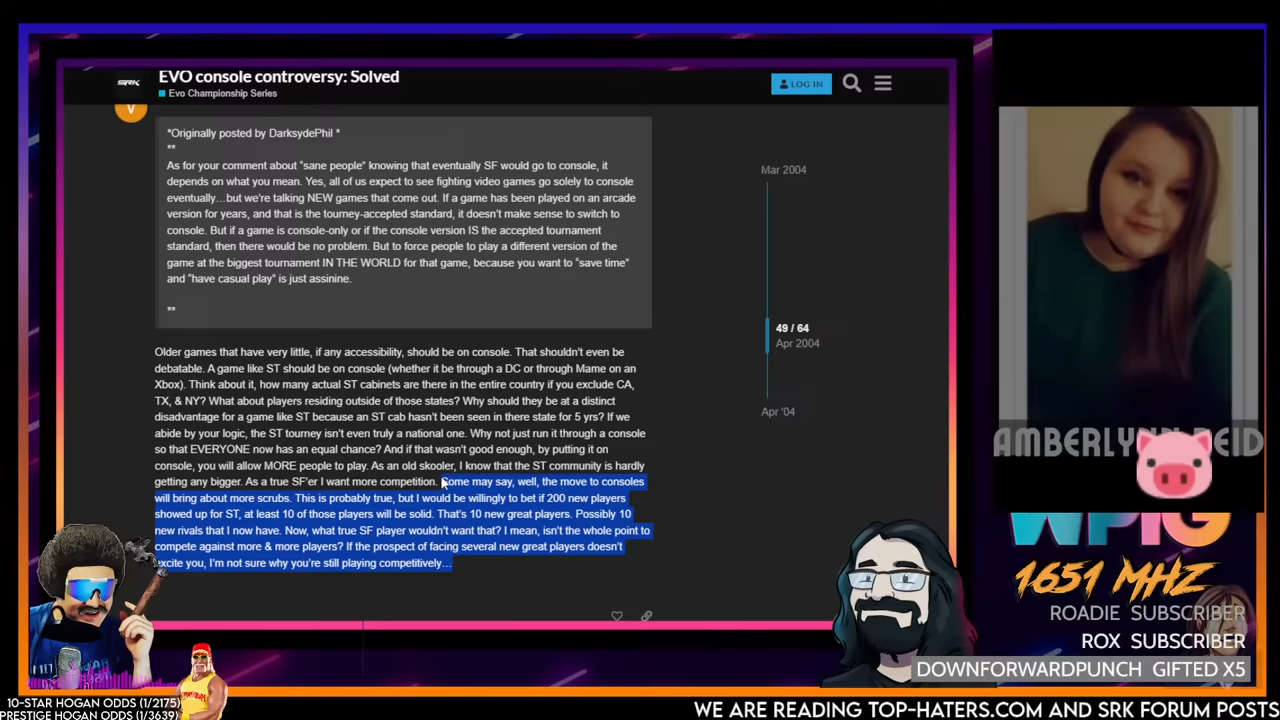 SRK
EVO console controversy: Solved
Evo Championship Series
LOG IN
V
*Originally posted by DarksydePhil *
**
As for your comment about "sane people" knowing that eventually SF would go to console, it
depends on what you mean. Yes, all of us expect to see fighting video games go solely to console
eventually…but we're talking NEW games that come out. If a game has been played on an arcade
version for years, and that is the tourney-accepted standard, it doesn't make sense to switch to
console. But if a game is console-only or if the console version IS the accepted tournament
standard, then there would be no problem. But to force people to play a different version of the
game at the biggest tournament IN THE WORLD for that game, because you want to "save time"
and "have casual play" is just assinine.
**
Older games that have very little, if any accessibility, should be on console. That shouldn't even be
debatable. A game like ST should be on console (whether it be through a DC or through Mame on an
Xbox). Think about it, how many actual ST cabinets are there in the entire country if you exclude CA,
TX, & NY? What about players residing outside of those states? Why should they be at a distinct
disadvantage for a game like ST because an ST cab hasn't been seen in there state for 5 yrs? If we
abide by your logic, the ST tourney isn't even truly a national one. Why not just run it through a console
so that EVERYONE now has an equal chance? And if that wasn't good enough, by putting it on
console, you will allow MORE people to play. As an old skooler, I know that the ST community is hardly
getting any bigger. As a true SF'er I want more competition. Some may say, well, the move to consoles
will bring about more scrubs. This is probably true, but I would be willingly to bet if 200 new players
showed up for ST, at least 10 of those players will be solid. That's 10 new great players. Possibly 10
new rivals that I now have. Now, what true SF player wouldn't want that? I mean, isn't the whole point to
compete against more & more players? If the prospect of facing several new great players doesn't
excite you, I'm not sure why you're still playing competitively…
Mar 2004
49 / 64
Apr 2004
Apr '04
AMBERLYNN REID
WPIG
1651 MHZ
ROADIE SUBSCRIBER
ROX SUBSCRIBER
DOWNFORWARDPUNCH GIFTED X5
10-STAR HOGAN ODDS (1/2175)
PRESTIGE HOGAN ODDS (1/3639)
WE ARE READING TOP-HATERS.COM AND SRK FORUM POSTS